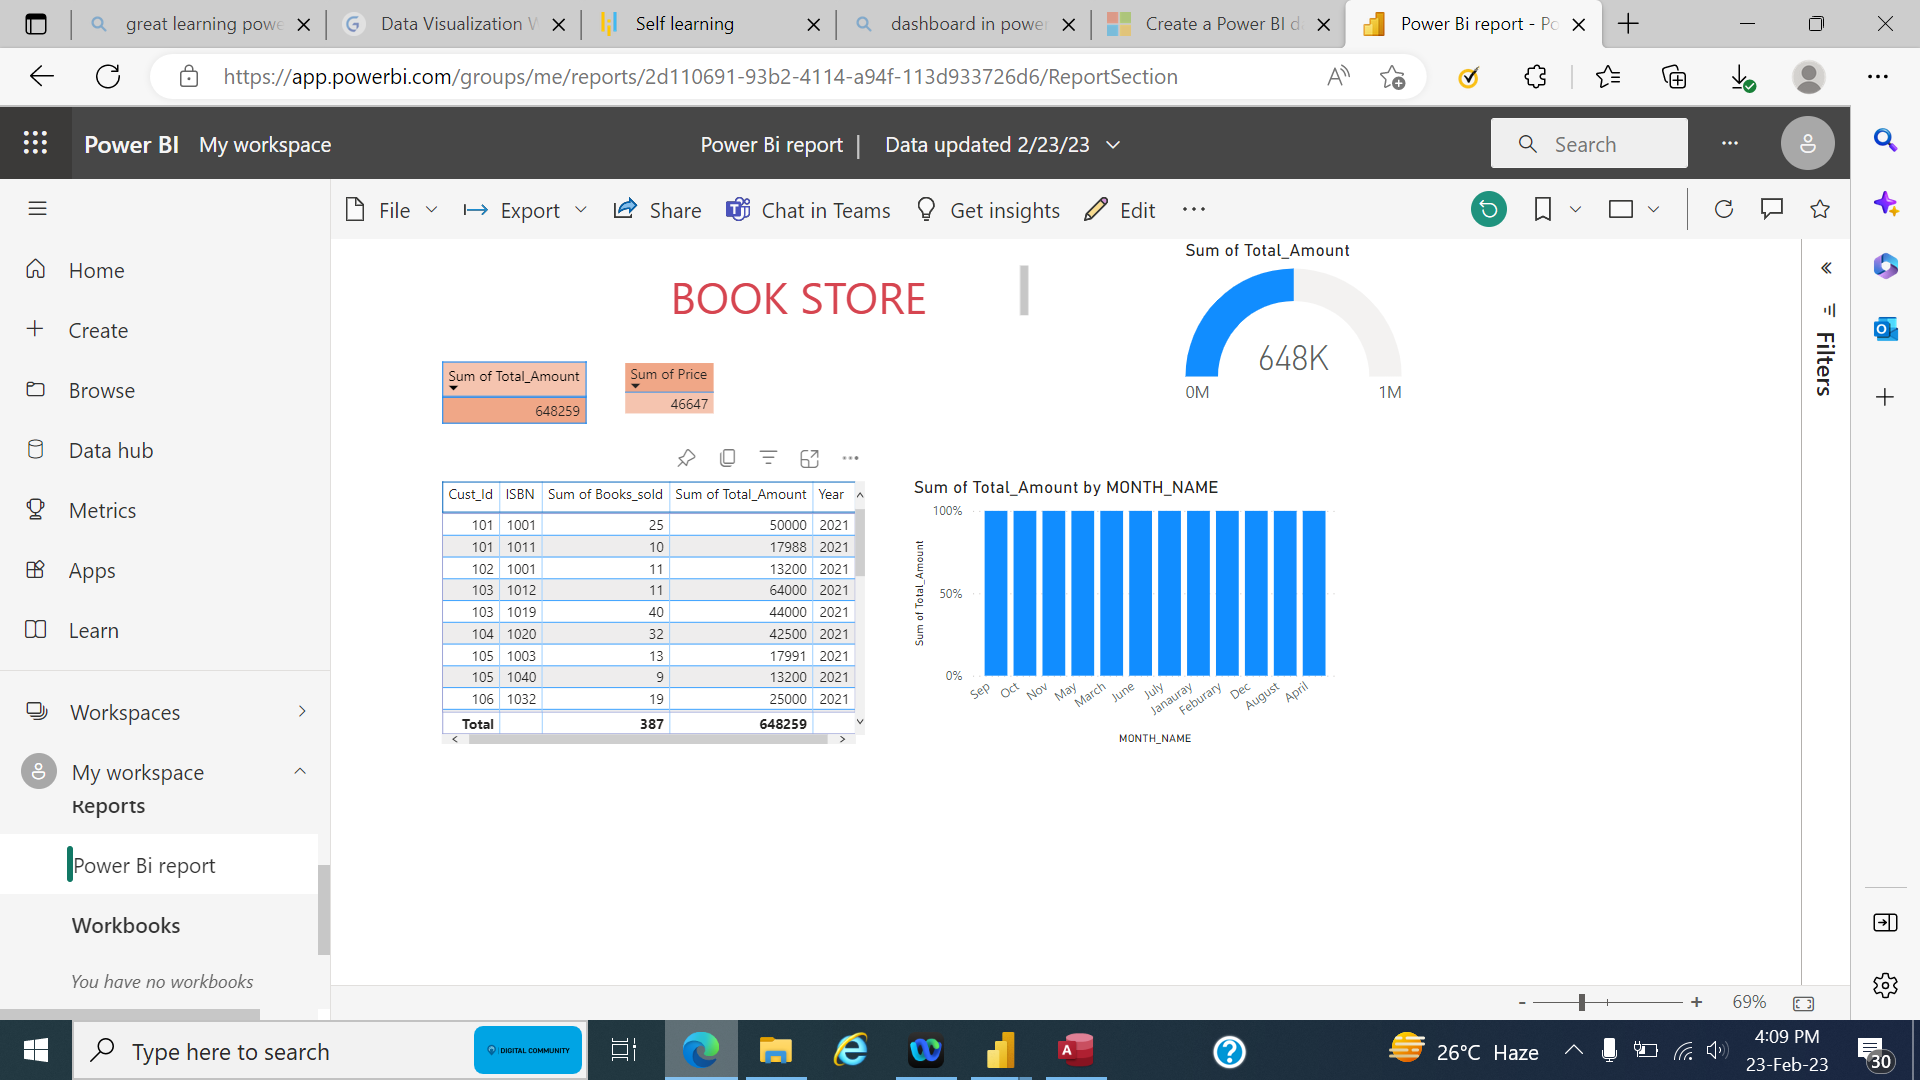 great learning powe
Data Visualization W
Self learning
dashboard in power
Create a Power BI da
Power Bi report - Po
https://app.powerbi.com/groups/me/reports/2d110691-93b2-4114-a94f-113d933726d6/ReportSection
Power BI My workspace
Power Bi report | Data updated 2/23/23
Search
File Export Share Chat in Teams Get insights Edit
Home
Create
Browse
Data hub
Metrics
Apps
Learn
Workspaces
My workspace
Reports
Power Bi report
Workbooks
You have no workbooks
BOOK STORE
Sum of Total_Amount
648K
0M 1M
Filters
Sum of Total_Amount
648259
Sum of Price
46647
Cust_Id ISBN Sum of Books_sold Sum of Total_Amount Year
101 1001 25 50000 2021
101 1011 10 17988 2021
102 1001 11 13200 2021
103 1012 11 64000 2021
103 1019 40 44000 2021
104 1020 32 42500 2021
105 1003 13 17991 2021
105 1040 9 13200 2021
106 1032 19 25000 2021
Total 387 648259
Sum of Total_Amount by MONTH_NAME
Sum of Total_Amount
100%
50%
0%
Sep Oct Nov May March June July Janauray Feburary Dec August April
MONTH_NAME
- + 69%
Type here to search
DIGITAL COMMUNITY
26°C Haze
4:09 PM
23-Feb-23
30